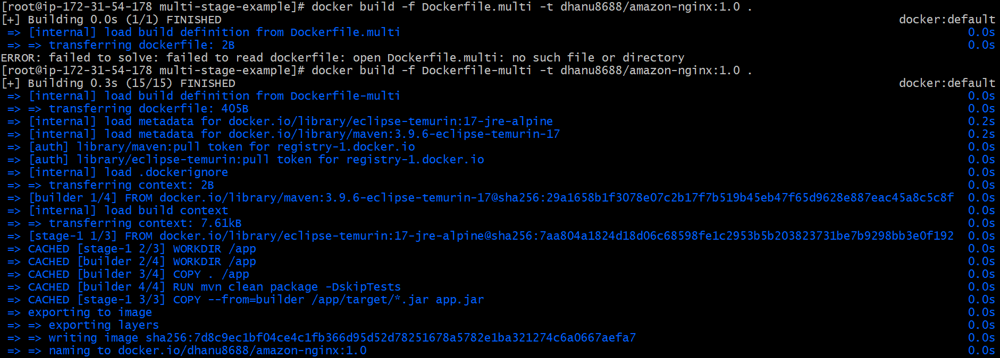 [root@ip-172-31-54-178 multi-stage-example]# docker build -f Dockerfile.multi -t dhanu8688/amazon-nginx:1.0 .
[+] Building 0.0s (1/1) FINISHED docker:default
=> [internal] load build definition from Dockerfile.multi 0.0s
=> => transferring dockerfile: 2B 0.0s
ERROR: failed to solve: failed to read dockerfile: open Dockerfile.multi: no such file or directory
[root@ip-172-31-54-178 multi-stage-example]# docker build -f Dockerfile-multi -t dhanu8688/amazon-nginx:1.0 .
[+] Building 0.3s (15/15) FINISHED docker:default
=> [internal] load build definition from Dockerfile-multi 0.0s
=> => transferring dockerfile: 405B 0.0s
=> [internal] load metadata for docker.io/library/eclipse-temurin:17-jre-alpine 0.2s
=> [internal] load metadata for docker.io/library/maven:3.9.6-eclipse-temurin-17 0.2s
=> [auth] library/maven:pull token for registry-1.docker.io 0.0s
=> [auth] library/eclipse-temurin:pull token for registry-1.docker.io 0.0s
=> [internal] load .dockerignore 0.0s
=> => transferring context: 2B 0.0s
=> [builder 1/4] FROM docker.io/library/maven:3.9.6-eclipse-temurin-17@sha256:29a1658b1f3078e07c2b17f7b519b45eb47f65d9628e887eac45a8c5c8f 0.0s
=> [internal] load build context 0.0s
=> => transferring context: 7.61kB 0.0s
=> [stage-1 1/3] FROM docker.io/library/eclipse-temurin:17-jre-alpine@sha256:7aa804a1824d18d06c68598fe1c2953b5b203823731be7b9298bb3e0f192 0.0s
=> CACHED [stage-1 2/3] WORKDIR /app 0.0s
=> CACHED [builder 2/4] WORKDIR /app 0.0s
=> CACHED [builder 3/4] COPY . /app 0.0s
=> CACHED [builder 4/4] RUN mvn clean package -DskipTests 0.0s
=> CACHED [stage-1 3/3] COPY --from=builder /app/target/*.jar app.jar 0.0s
=> exporting to image 0.0s
=> => exporting layers 0.0s
=> => writing image sha256:7d8c9ec1bf04ce4c1fb366d95d52d78251678a5782e1ba321274c6a0667aefa7 0.0s
=> => naming to docker.io/dhanu8688/amazon-nginx:1.0 0.0s